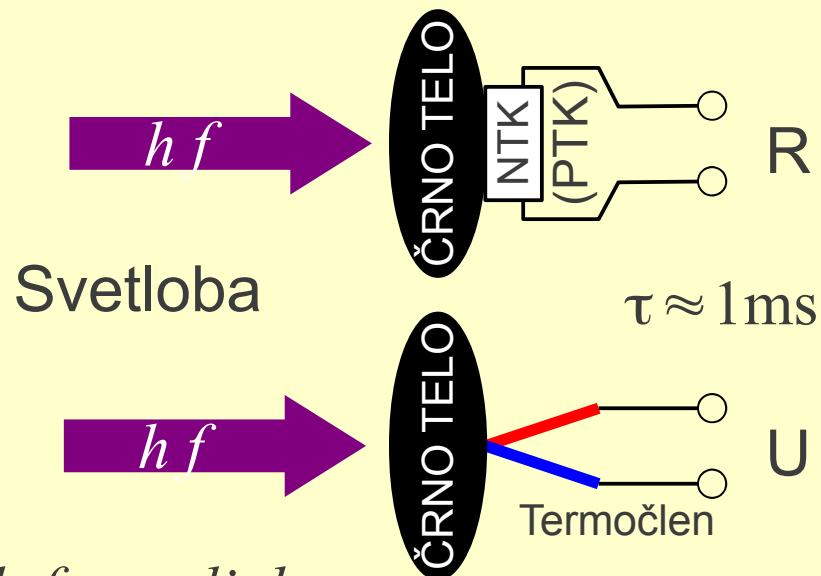 h f
ČRNO TELO
NTK
(PTK)
R
Svetloba
τ ≈ 1ms
h f
ČRNO TELO
U
Termočlen